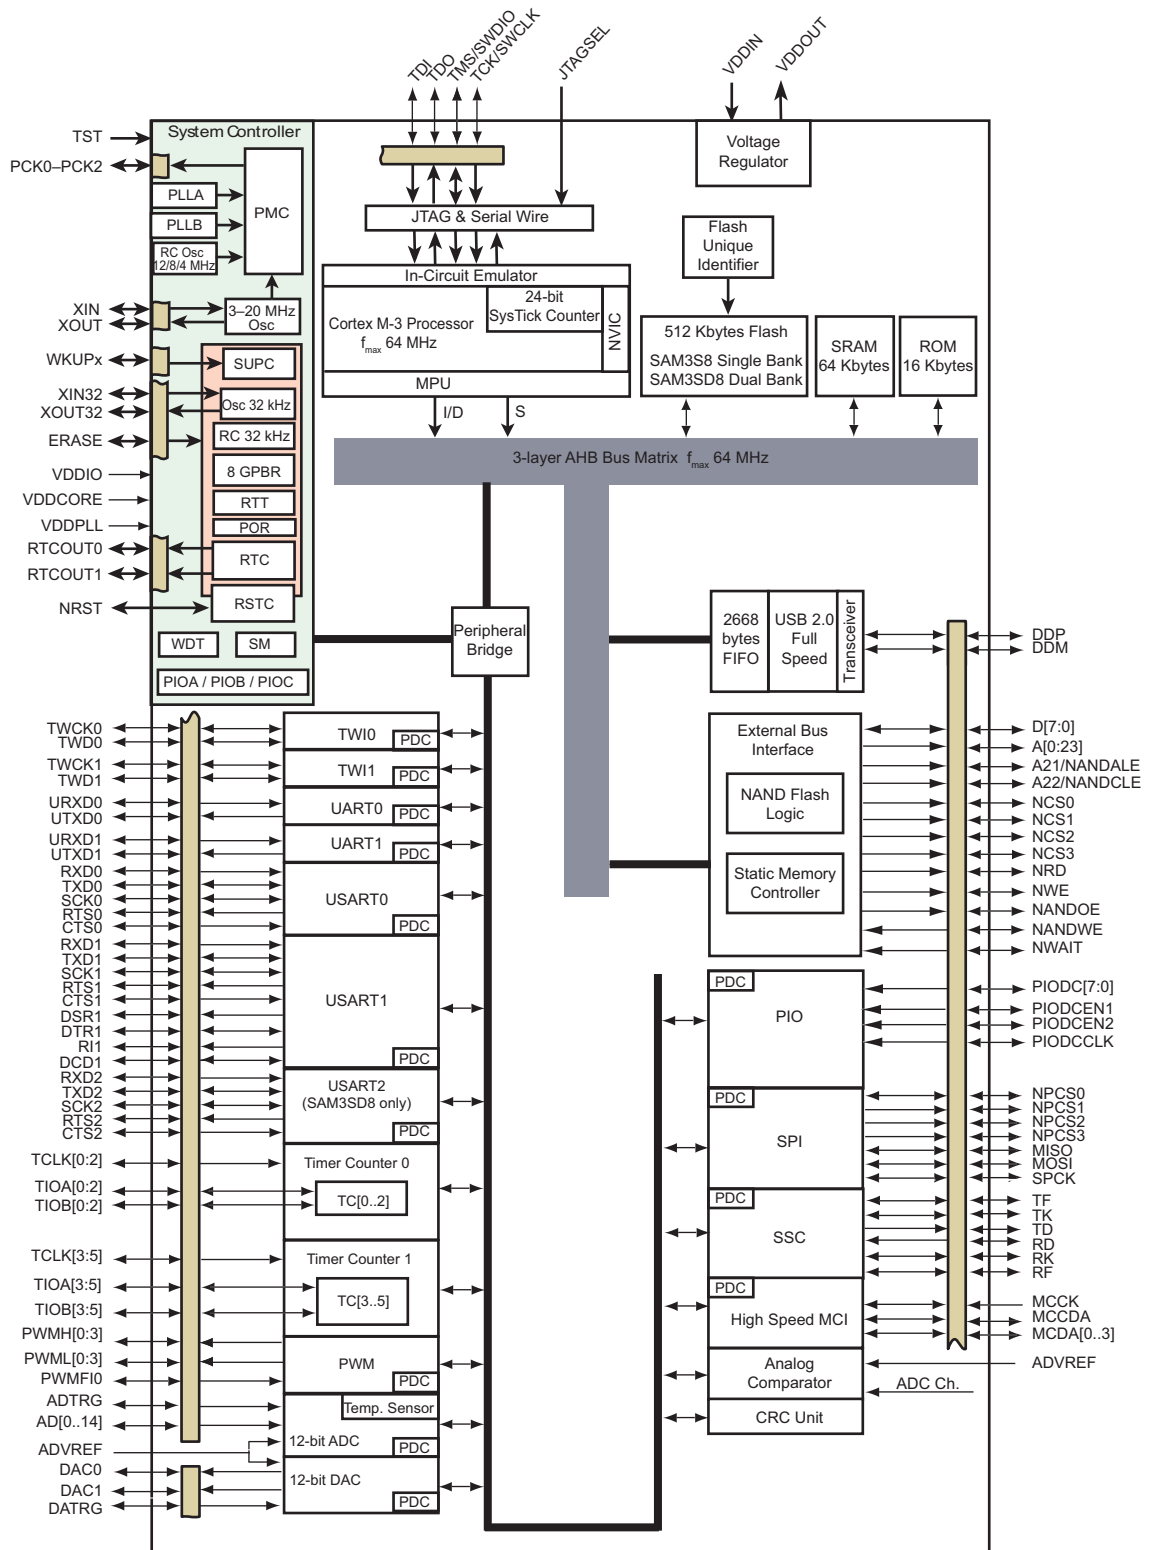 TDI
TDO
TMS/SWDIO
TCK/SWCLK
JTAGSEL
VDDIN
VDDOUT
System Controller
TST
PCK0–PCK2
PLLA
PLLB
RC Osc
12/8/4 MHz
PMC
XIN
XOUT
3–20 MHz
Osc
WKUPx
SUPC
XIN32
XOUT32
Osc 32 kHz
ERASE
RC 32 kHz
VDDIO
8 GPBR
VDDCORE
RTT
VDDPLL
POR
RTCOUT0
RTCOUT1
RTC
NRST
RSTC
WDT
SM
PIOA / PIOB / PIOC
JTAG & Serial Wire
In-Circuit Emulator
24-bit
SysTick Counter
Cortex M-3 Processor
fmax 64 MHz
NVIC
MPU
I/D
S
Voltage
Regulator
Flash
Unique
Identifier
512 Kbytes Flash
SAM3S8 Single Bank
SAM3SD8 Dual Bank
SRAM
64 Kbytes
ROM
16 Kbytes
3-layer AHB Bus Matrix fmax 64 MHz
Peripheral
Bridge
2668
bytes
FIFO
USB 2.0
Full
Speed
Transceiver
DDP
DDM
TWCK0
TWD0
TWI0
PDC
TWCK1
TWD1
TWI1
PDC
URXD0
UTXD0
UART0
PDC
URXD1
UTXD1
UART1
PDC
RXD0
TXD0
SCK0
RTS0
CTS0
USART0
PDC
RXD1
TXD1
SCK1
RTS1
CTS1
DSR1
DTR1
RI1
DCD1
USART1
PDC
RXD2
TXD2
SCK2
RTS2
CTS2
USART2
(SAM3SD8 only)
PDC
TCLK[0:2]
TIOA[0:2]
TIOB[0:2]
Timer Counter 0
TC[0..2]
TCLK[3:5]
TIOA[3:5]
TIOB[3:5]
Timer Counter 1
TC[3..5]
PWMH[0:3]
PWML[0:3]
PWMFI0
PWM
PDC
ADTRG
AD[0..14]
Temp. Sensor
12-bit ADC
PDC
ADVREF
DAC0
DAC1
DATRG
12-bit DAC
PDC
External Bus
Interface
NAND Flash
Logic
Static Memory
Controller
D[7:0]
A[0:23]
A21/NANDALE
A22/NANDCLE
NCS0
NCS1
NCS2
NCS3
NRD
NWE
NANDOE
NANDWE
NWAIT
PDC
PIO
PIODC[7:0]
PIODCEN1
PIODCEN2
PIODCCLK
PDC
SPI
NPCS0
NPCS1
NPCS2
NPCS3
MISO
MOSI
SPCK
PDC
SSC
TF
TK
TD
RD
RK
RF
PDC
High Speed MCI
MCCK
MCCDA
MCDA[0..3]
Analog
Comparator
ADVREF
ADC Ch.
CRC Unit